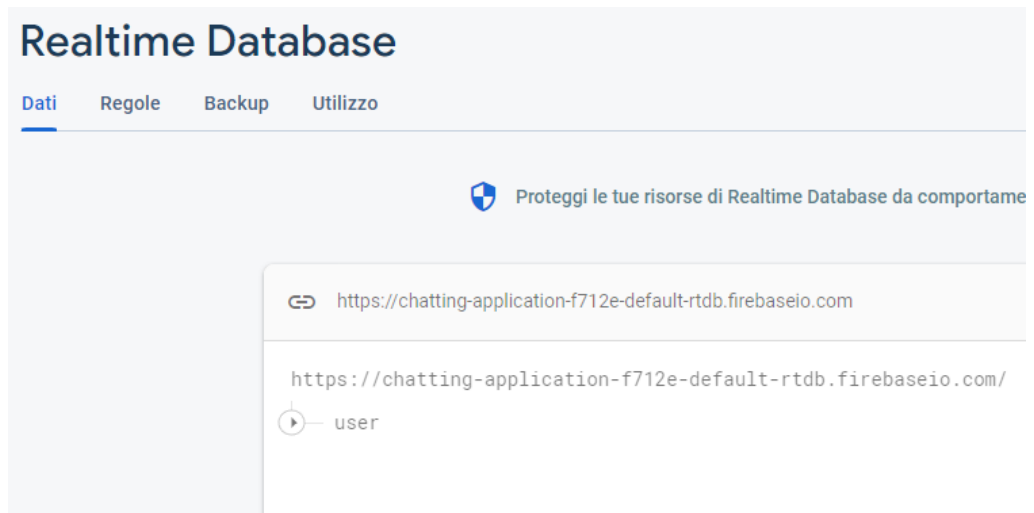 Realtime Database
Dati Regole Backup Utilizzo
Proteggi le tue risorse di Realtime Database da
https://chatting-application-f712e-default-rtdb.firebaseio.com
https://chatting-application-f712e-default-rtdb.firebaseio.com/
user